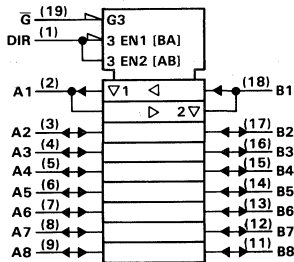 G̅ (19) G3
DIR (1) 3 EN1 [BA]
3 EN2 [AB]
A1 (2) ▽1 ◁ (18) B1
▷ 2▽
A2 (3) (17) B2
A3 (4) (16) B3
A4 (5) (15) B4
A5 (6) (14) B5
A6 (7) (13) B6
A7 (8) (12) B7
A8 (9) (11) B8